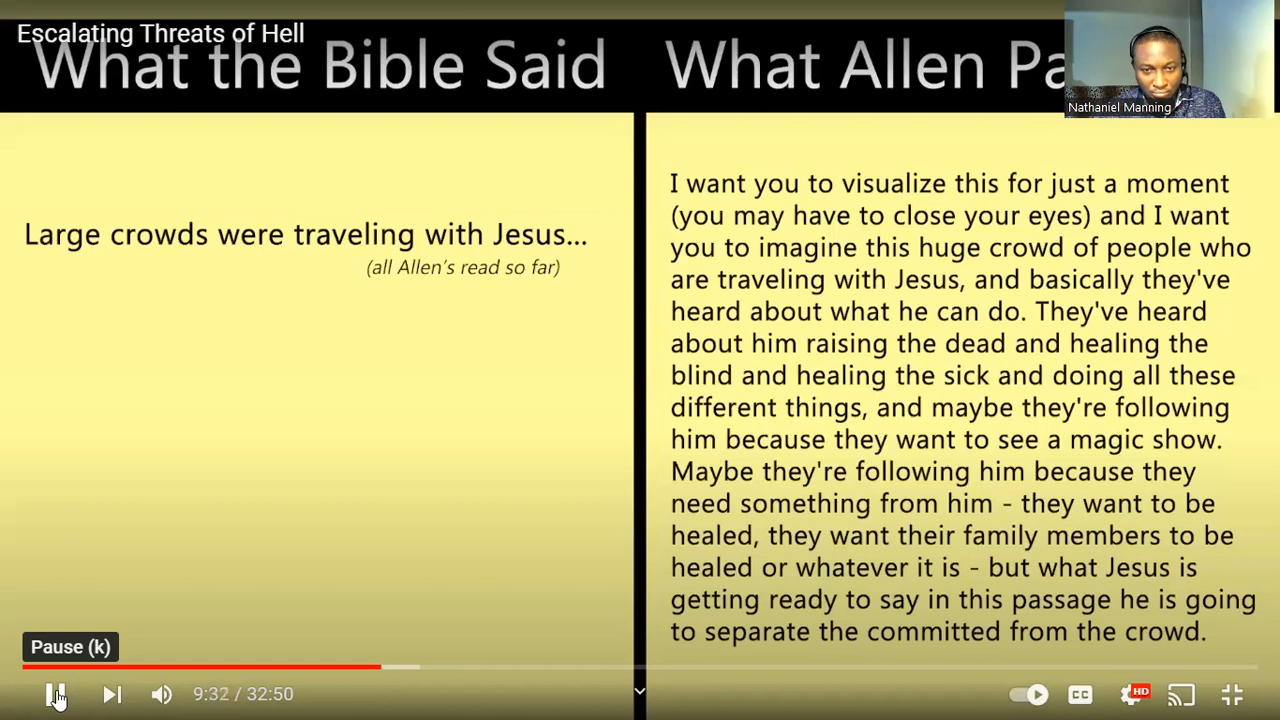 Escalating Threats of Hell
What the Bible Said
What Allen Pa
Nathaniel Manning
Large crowds were traveling with Jesus...
(all Allen's read so far)
I want you to visualize this for just a moment
(you may have to close your eyes) and I want
you to imagine this huge crowd of people who
are traveling with Jesus, and basically they've
heard about what he can do. They've heard
about him raising the dead and healing the
blind and healing the sick and doing all these
different things, and maybe they're following
him because they want to see a magic show.
Maybe they're following him because they
need something from him - they want to be
healed, they want their family members to be
healed or whatever it is - but what Jesus is
getting ready to say in this passage he is going
to separate the committed from the crowd.
Pause (k)
9:32 / 32:50
CC
HD